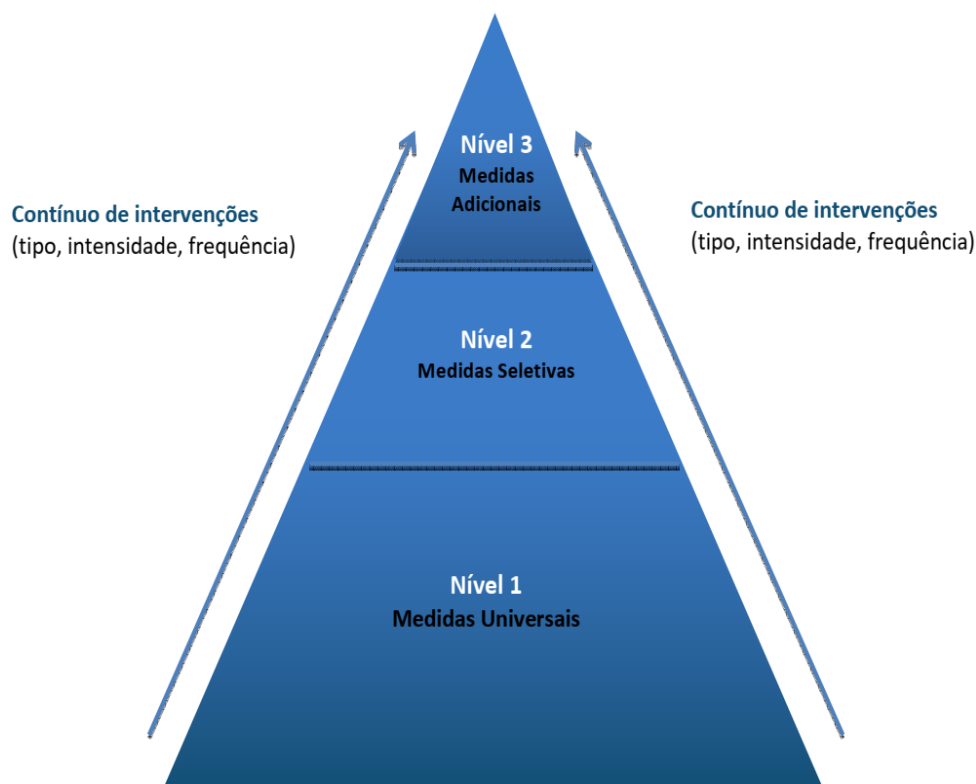 Nível 3
Medidas
Adicionais
Contínuo de intervenções
(tipo, intensidade, frequência)
Contínuo de intervenções
(tipo, intensidade, frequência)
Nível 2
Medidas Seletivas
Nível 1
Medidas Universais